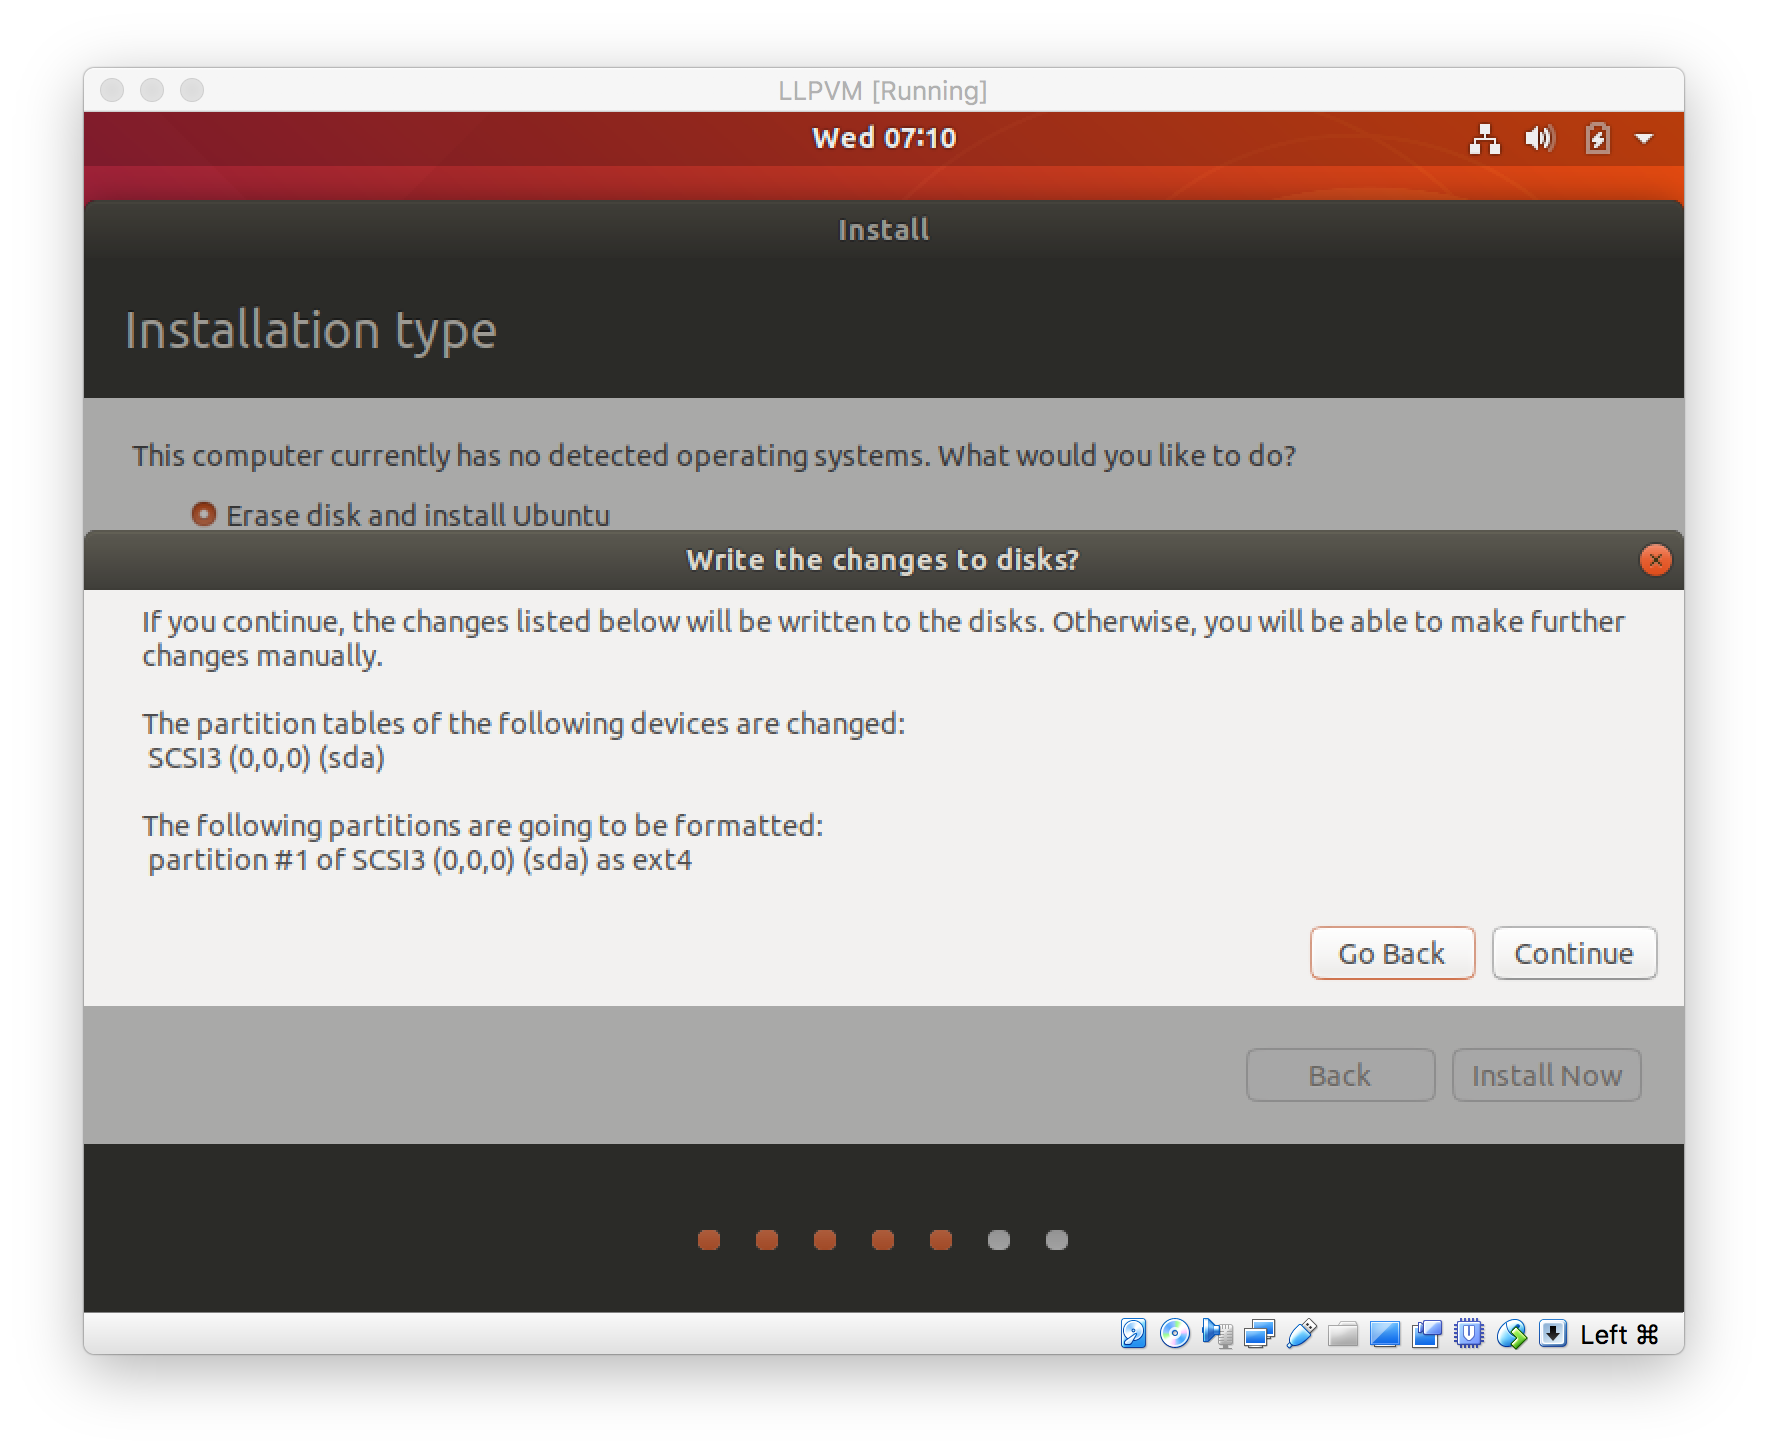 LLPVM [Running]
Wed 07:10
Install
Installation type
This computer currently has no detected operating systems. What would you like to do?
Erase disk and install Ubuntu
Write the changes to disks?
If you continue, the changes listed below will be written to the disks. Otherwise, you will be able to make further
changes manually.
The partition tables of the following devices are changed:
SCSI3 (0,0,0) (sda)
The following partitions are going to be formatted:
partition #1 of SCSI3 (0,0,0) (sda) as ext4
Go Back Continue
Back Install Now
Left ⌘